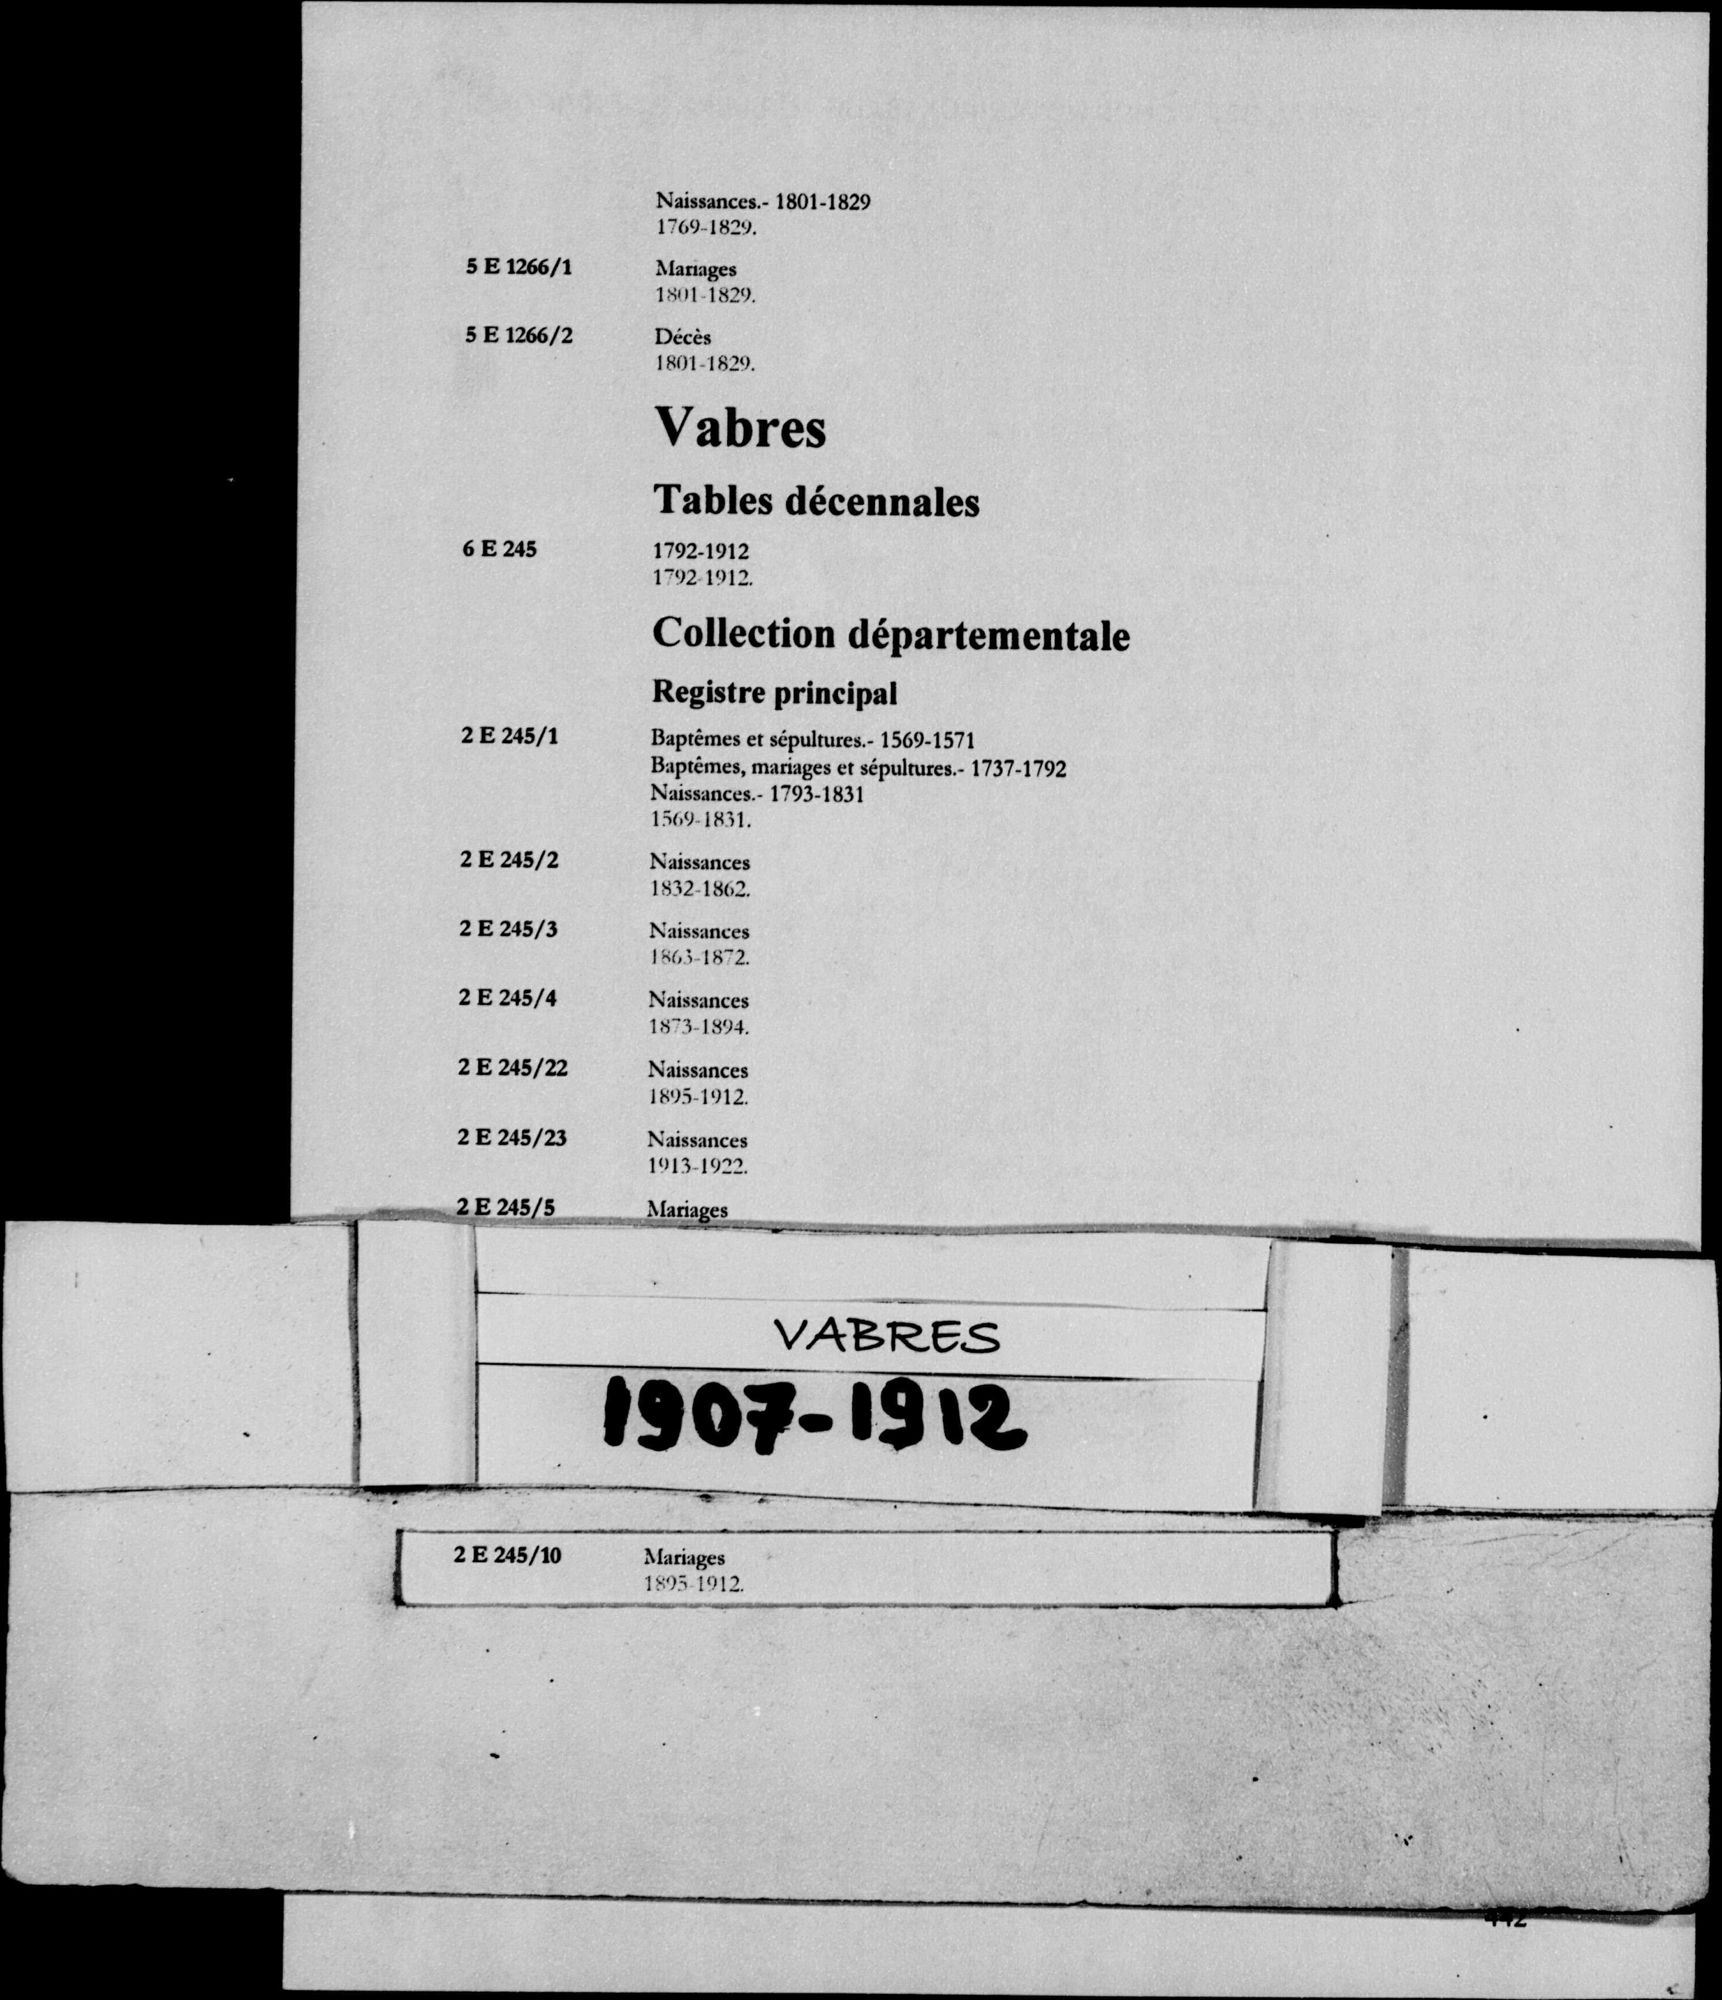 Naissances.- 1801-1829
1769-1829.
5 E 1266/1 Mariages
1801-1829.
5 E 1266/2 Décès
1801-1829.
Vabres
Tables décennales
6 E 245 1792-1912
1792-1912.
Collection départementale
Registre principal
2 E 245/1 Baptêmes et sépultures.- 1569-1571
Baptêmes, mariages et sépultures.- 1737-1792
Naissances.- 1793-1831
1569-1831.
2 E 245/2 Naissances
1832-1862.
2 E 245/3 Naissances
1863-1872.
2 E 245/4 Naissances
1873-1894.
2 E 245/22 Naissances
1895-1912.
2 E 245/23 Naissances
1913-1922.
2 E 245/5 Mariages
VABRES
1907-1912
2 E 245/10 Mariages
1895-1912.